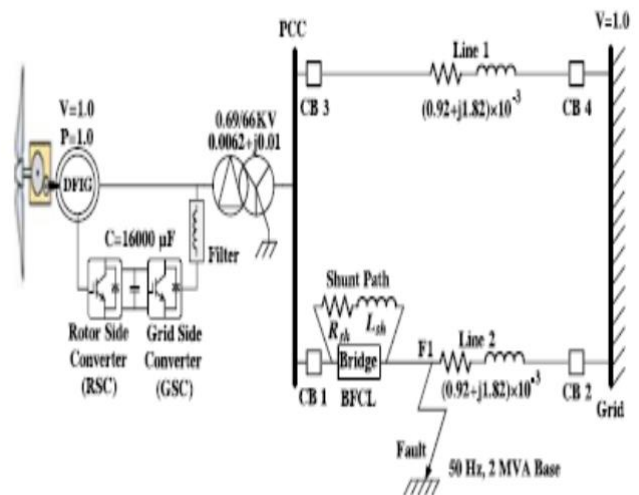 PCC
V=1.0
Line 1
CB 3
(0.92+j1.82)×10⁻³
CB 4
V=1.0
P=1.0
DFIG
0.69/66KV
0.0062+j0.01
C=16000 µF
Filter
Rotor Side
Converter
(RSC)
Grid Side
Converter
(GSC)
Shunt Path
Rsh
Lsh
Bridge
CB 1
BFCL
F1
Line 2
(0.92+j1.82)×10⁻³
CB 2
Grid
Fault
50 Hz, 2 MVA Base